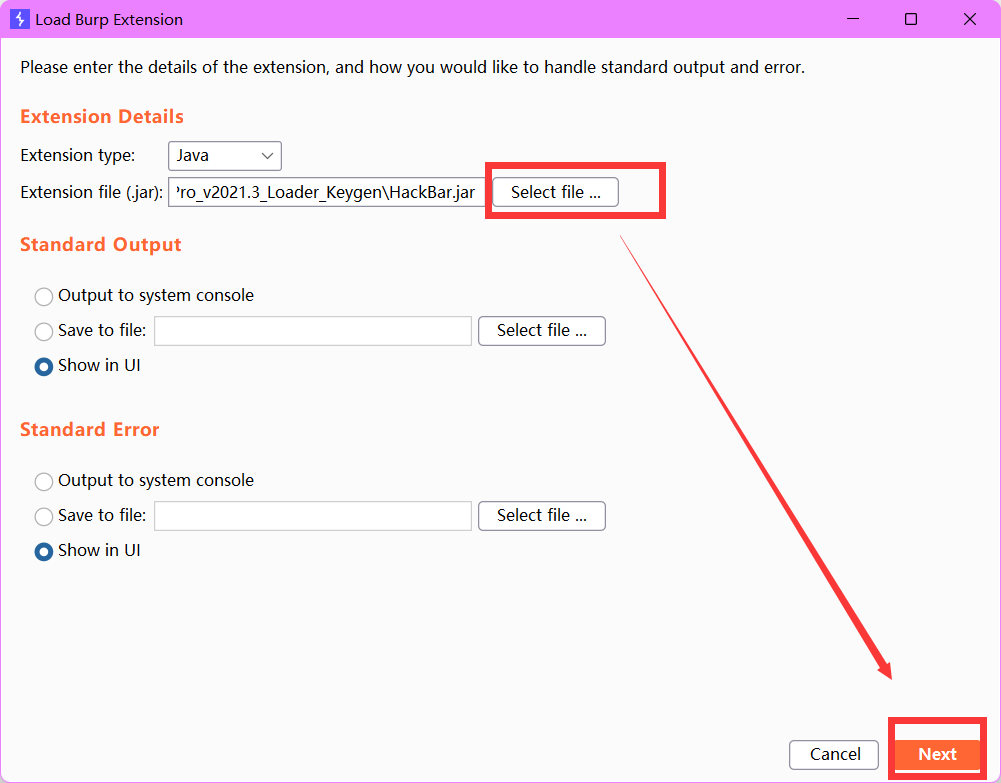 Load Burp Extension
Please enter the details of the extension, and how you would like to handle standard output and error.
Extension Details
Extension type: Java
Extension file (.jar): Pro_v2021.3_Loader_Keygen\HackBar.jar Select file ...
Standard Output
Output to system console
Save to file: Select file ...
Show in UI
Standard Error
Output to system console
Save to file: Select file ...
Show in UI
Cancel Next